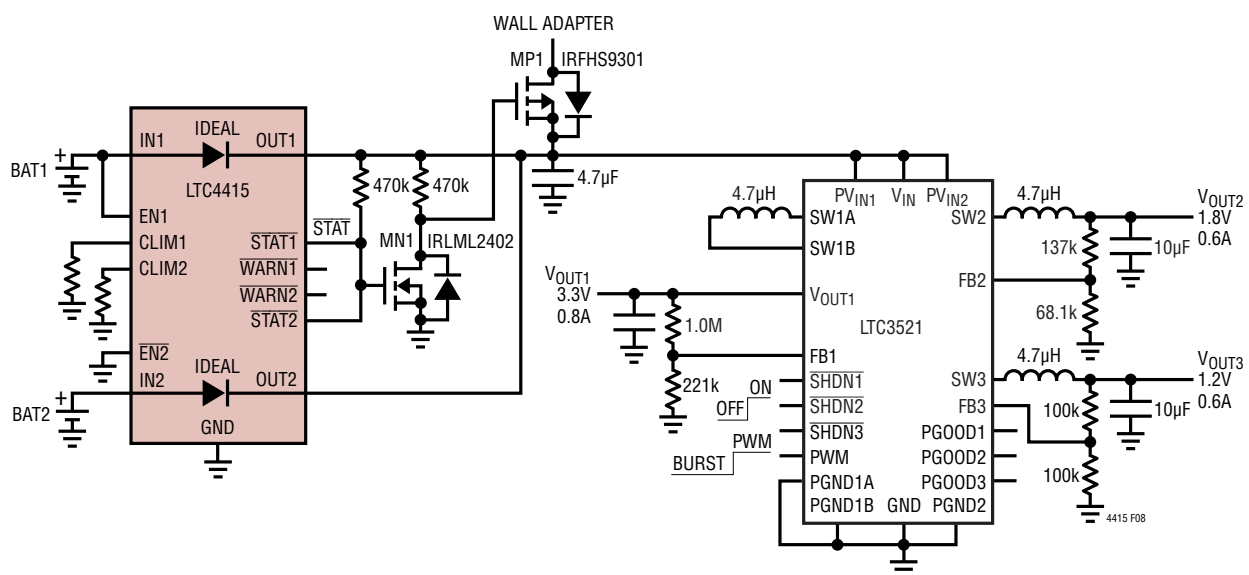 WALL ADAPTER
MP1 IRFHS9301
IDEAL
IN1 OUT1
BAT1 +
LTC4415
470k 470k
4.7µF
EN1
CLIM1
CLIM2
STAT1
STAT
WARN1
WARN2
STAT2
MN1 IRLML2402
EN2
IDEAL
IN2 OUT2
BAT2 +
GND
4.7µH
PVIN1 VIN PVIN2
SW1A
SW1B
VOUT1
3.3V
0.8A
VOUT1
1.0M
LTC3521
FB1
221k
SHDN1
SHDN2
SHDN3
ON
OFF
PWM
BURST
PWM
PGND1A
PGND1B GND PGND2
SW2
4.7µH
VOUT2
1.8V
0.6A
137k
10µF
FB2
68.1k
4.7µH
SW3
VOUT3
1.2V
0.6A
FB3
100k
10µF
PGOOD1
PGOOD2
PGOOD3
100k
4415 F08